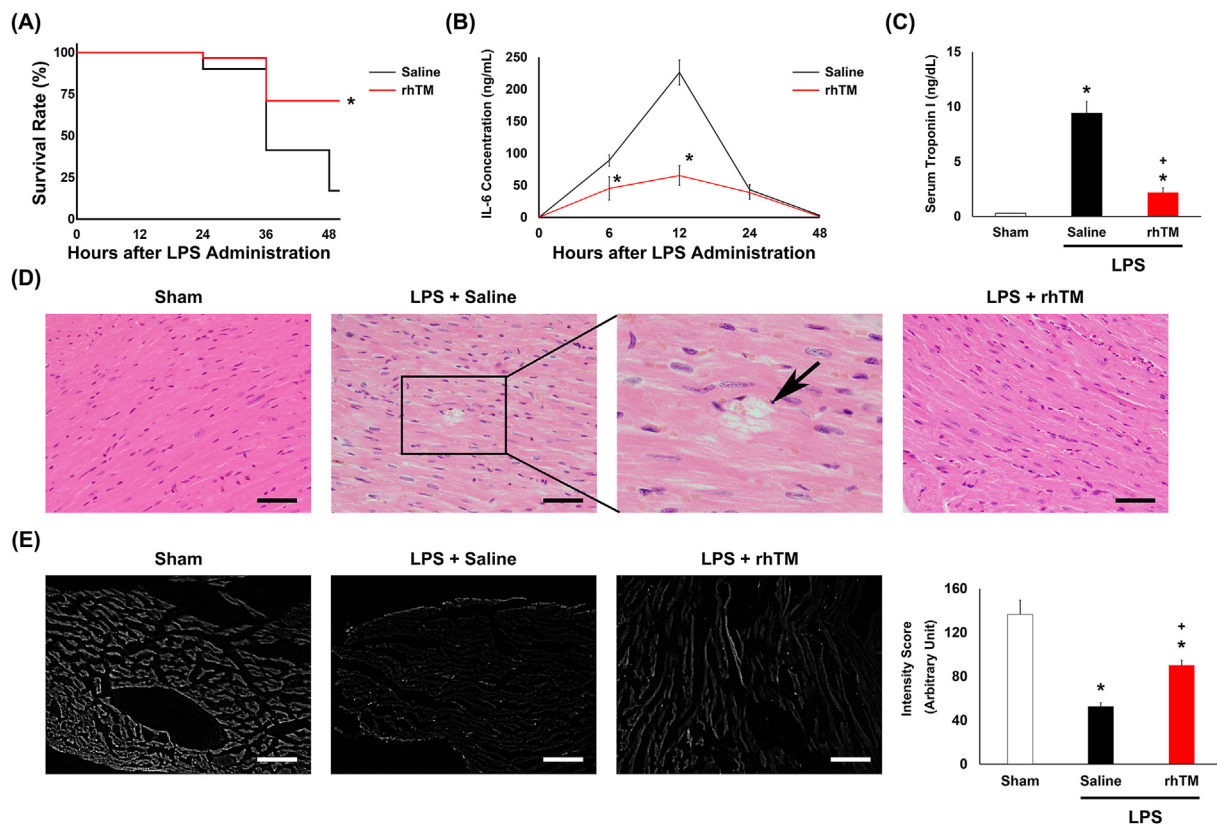 (A)
Survival Rate (%)
100
75
50
25
0
0 12 24 36 48
Hours after LPS Administration
Saline
rhTM
*
(B)
IL-6 Concentration (ng/mL)
250
200
150
100
50
0
0 6 12 24 48
Hours after LPS Administration
Saline
rhTM
*
*
(C)
Serum Troponin I (ng/dL)
15
10
5
0
*
+
*
Sham Saline rhTM
LPS
(D)
Sham LPS + Saline LPS + rhTM
(E)
Sham LPS + Saline LPS + rhTM
Intensity Score
(Arbitrary Unit)
160
120
80
40
0
*
+
*
Sham Saline rhTM
LPS